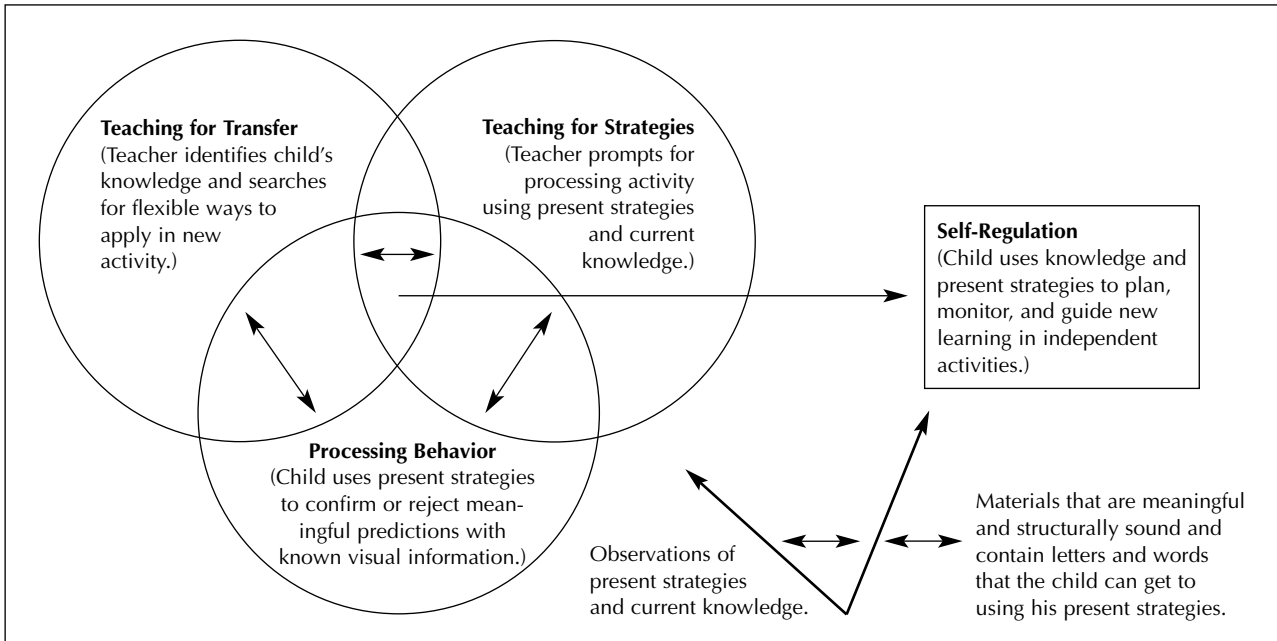 Teaching for Transfer
(Teacher identifies child’s
knowledge and searches
for flexible ways to
apply in new
activity.)
Teaching for Strategies
(Teacher prompts for
processing activity
using present strategies
and current
knowledge.)
Self-Regulation
(Child uses knowledge and
present strategies to plan,
monitor, and guide new
learning in independent
activities.)
Processing Behavior
(Child uses present strategies
to confirm or reject mean-
ingful predictions with
known visual information.)
Observations of
present strategies
and current knowledge.
Materials that are meaningful
and structurally sound and
contain letters and words
that the child can get to
using his present strategies.